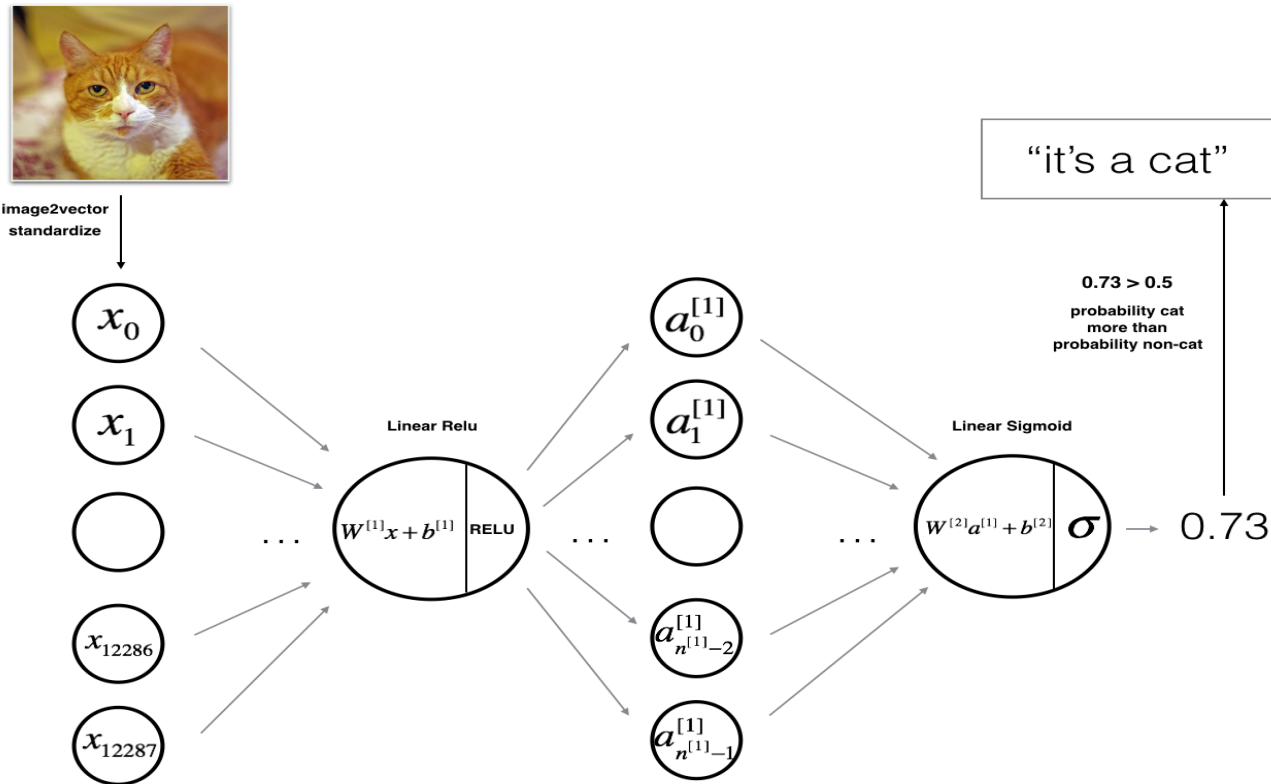 image2vector
standardize
x₀
x₁
x₁₂₂₈₆
x₁₂₂₈₇
. . .
Linear Relu
W^[1]x + b^[1]
RELU
. . .
a₀^[1]
a₁^[1]
a^[1]_{n^[1]−2}
a^[1]_{n^[1]−1}
. . .
Linear Sigmoid
W^[2]a^[1] + b^[2]
σ
0.73
0.73 > 0.5
probability cat
more than
probability non-cat
“it’s a cat”